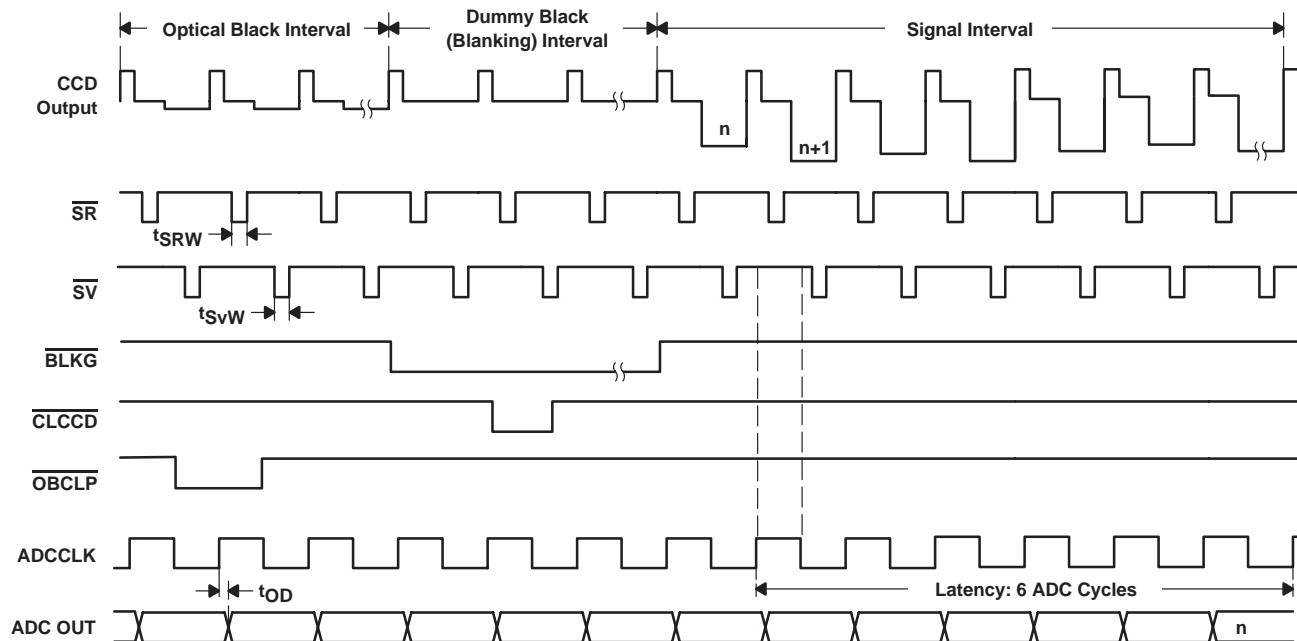 Optical Black Interval
Dummy Black
(Blanking) Interval
Signal Interval
CCD
Output
n
n+1
SR
tSRW
SV
tSvW
BLKG
CLCCD
OBCLP
ADCCLK
tOD
Latency: 6 ADC Cycles
ADC OUT
n